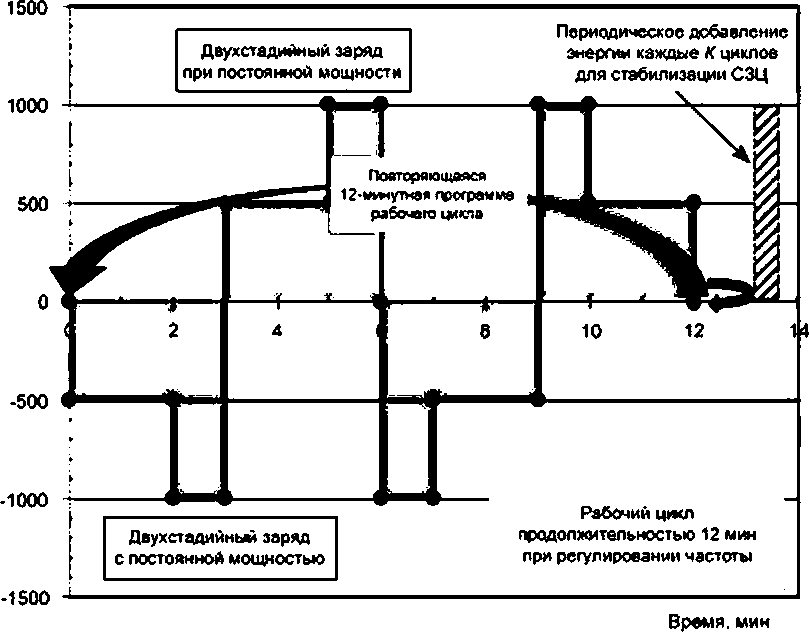 1500
Двухстадийный заряд
при постоянной мощности
Периодическое добавление
энергии каждые K циклов
для стабилизации СЗЦ
1000
Повторяющаяся
12-минутная программа
рабочего цикла
500
0
0 2 4 6 8 10 12 14
-500
-1000
Двухстадийный заряд
с постоянной мощностью
Рабочий цикл
продолжительностью 12 мин
при регулировании частоты
-1500
Время, мин